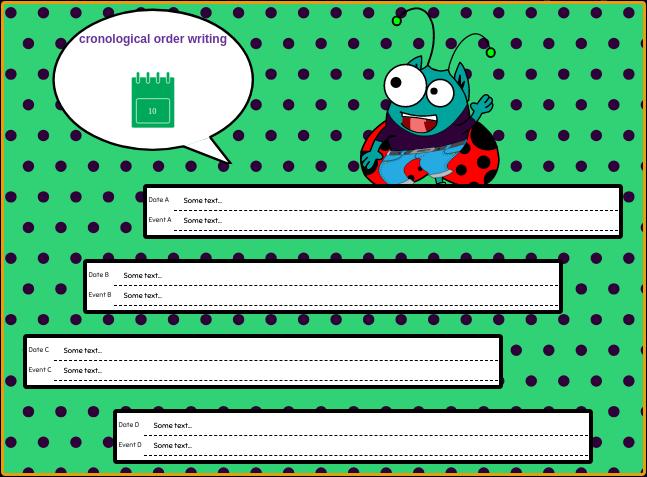 cronological order writing
10
Date A Some text...
Event A Some text...
Date B Some text...
Event B Some text...
Date C Some text...
Event C Some text...
Date D Some text...
Event D Some text...